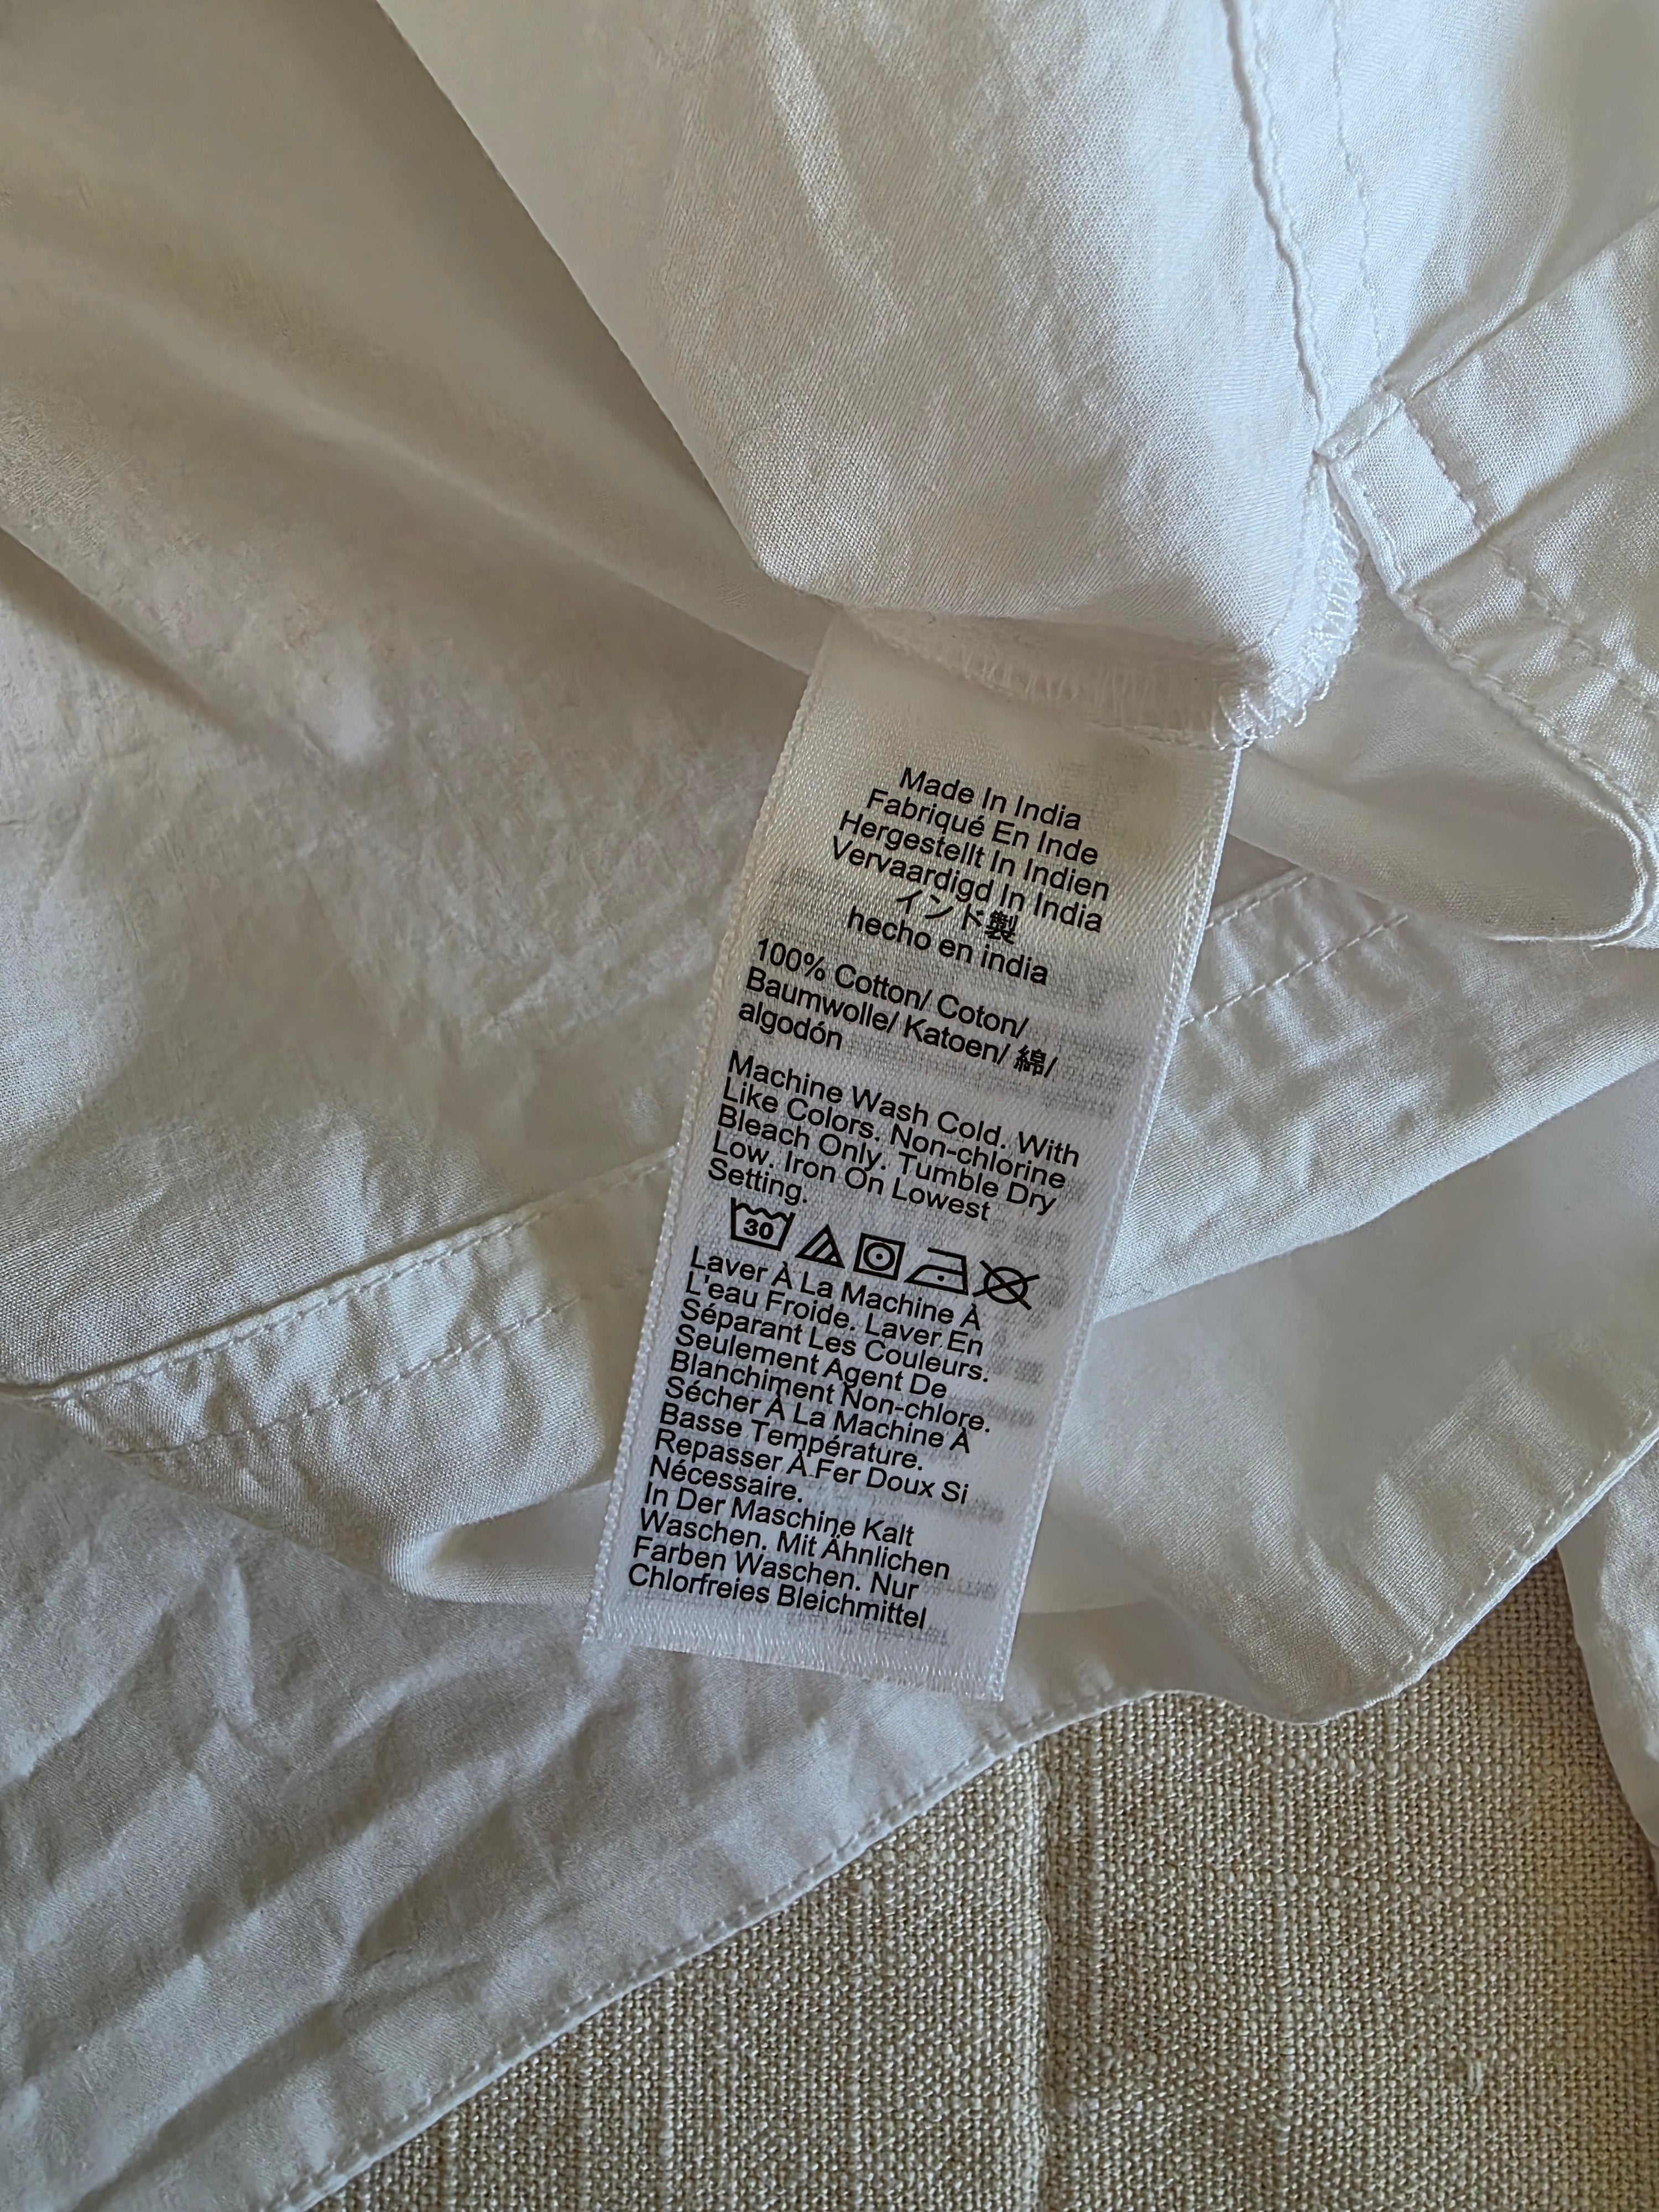 Made In India
Fabriqué En Inde
Hergestellt In Indien
Vervaardigd In India
インド製
hecho en india
100% Cotton/ Coton/
Baumwolle/ Katoen/ 綿/
algodón
Machine Wash Cold. With
Like Colors. Non-chlorine
Bleach Only. Tumble Dry
Low. Iron On Lowest
Setting.
30
Laver À La Machine À
L'eau Froide. Laver En
Séparant Les Couleurs.
Seulement Agent De
Blanchiment Non-chlore.
Sécher À La Machine À
Basse Température.
Repasser À Fer Doux Si
Nécessaire.
In Der Maschine Kalt
Waschen. Mit Ähnlichen
Farben Waschen. Nur
Chlorfreies Bleichmittel